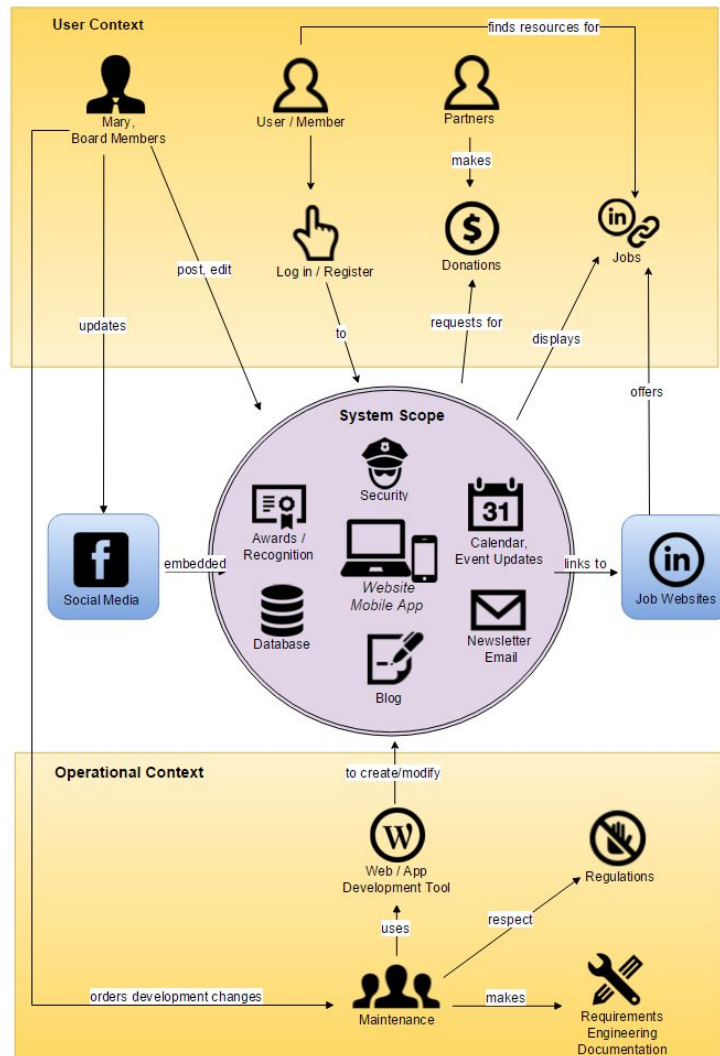 User Context
finds resources for
Mary,
Board Members
User / Member
Partners
makes
post, edit
Log in / Register
Donations
in
Jobs
updates
to
requests for
displays
offers
System Scope
Security
Awards /
Recognition
31
Calendar,
Event Updates
f
Social Media
embedded
Website
Mobile App
links to
in
Job Websites
Database
Newsletter
Email
Blog
Operational Context
to create/modify
W
Web / App
Development Tool
Regulations
respect
uses
orders development changes
Maintenance
makes
Requirements
Engineering
Documentation